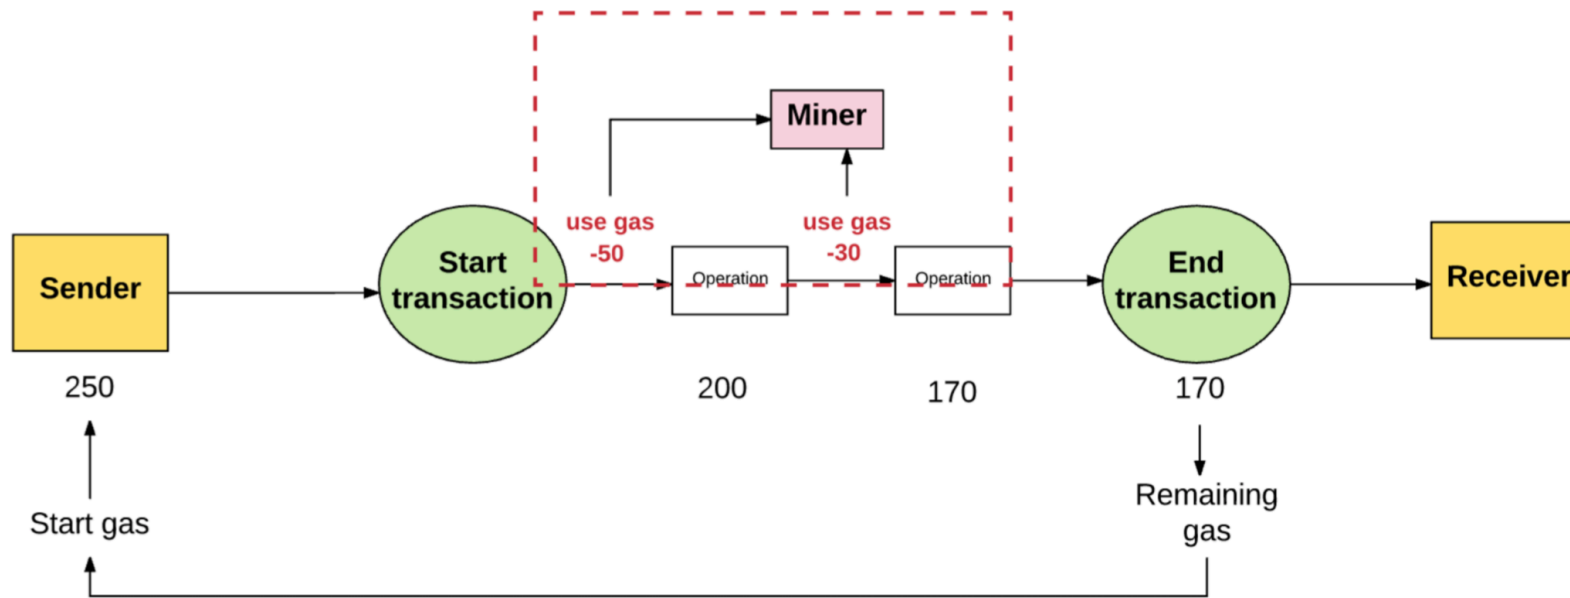 Miner
use gas
-50
use gas
-30
Sender
Start
transaction
Operation
Operation
End
transaction
Receiver
250
200
170
170
Start gas
Remaining
gas